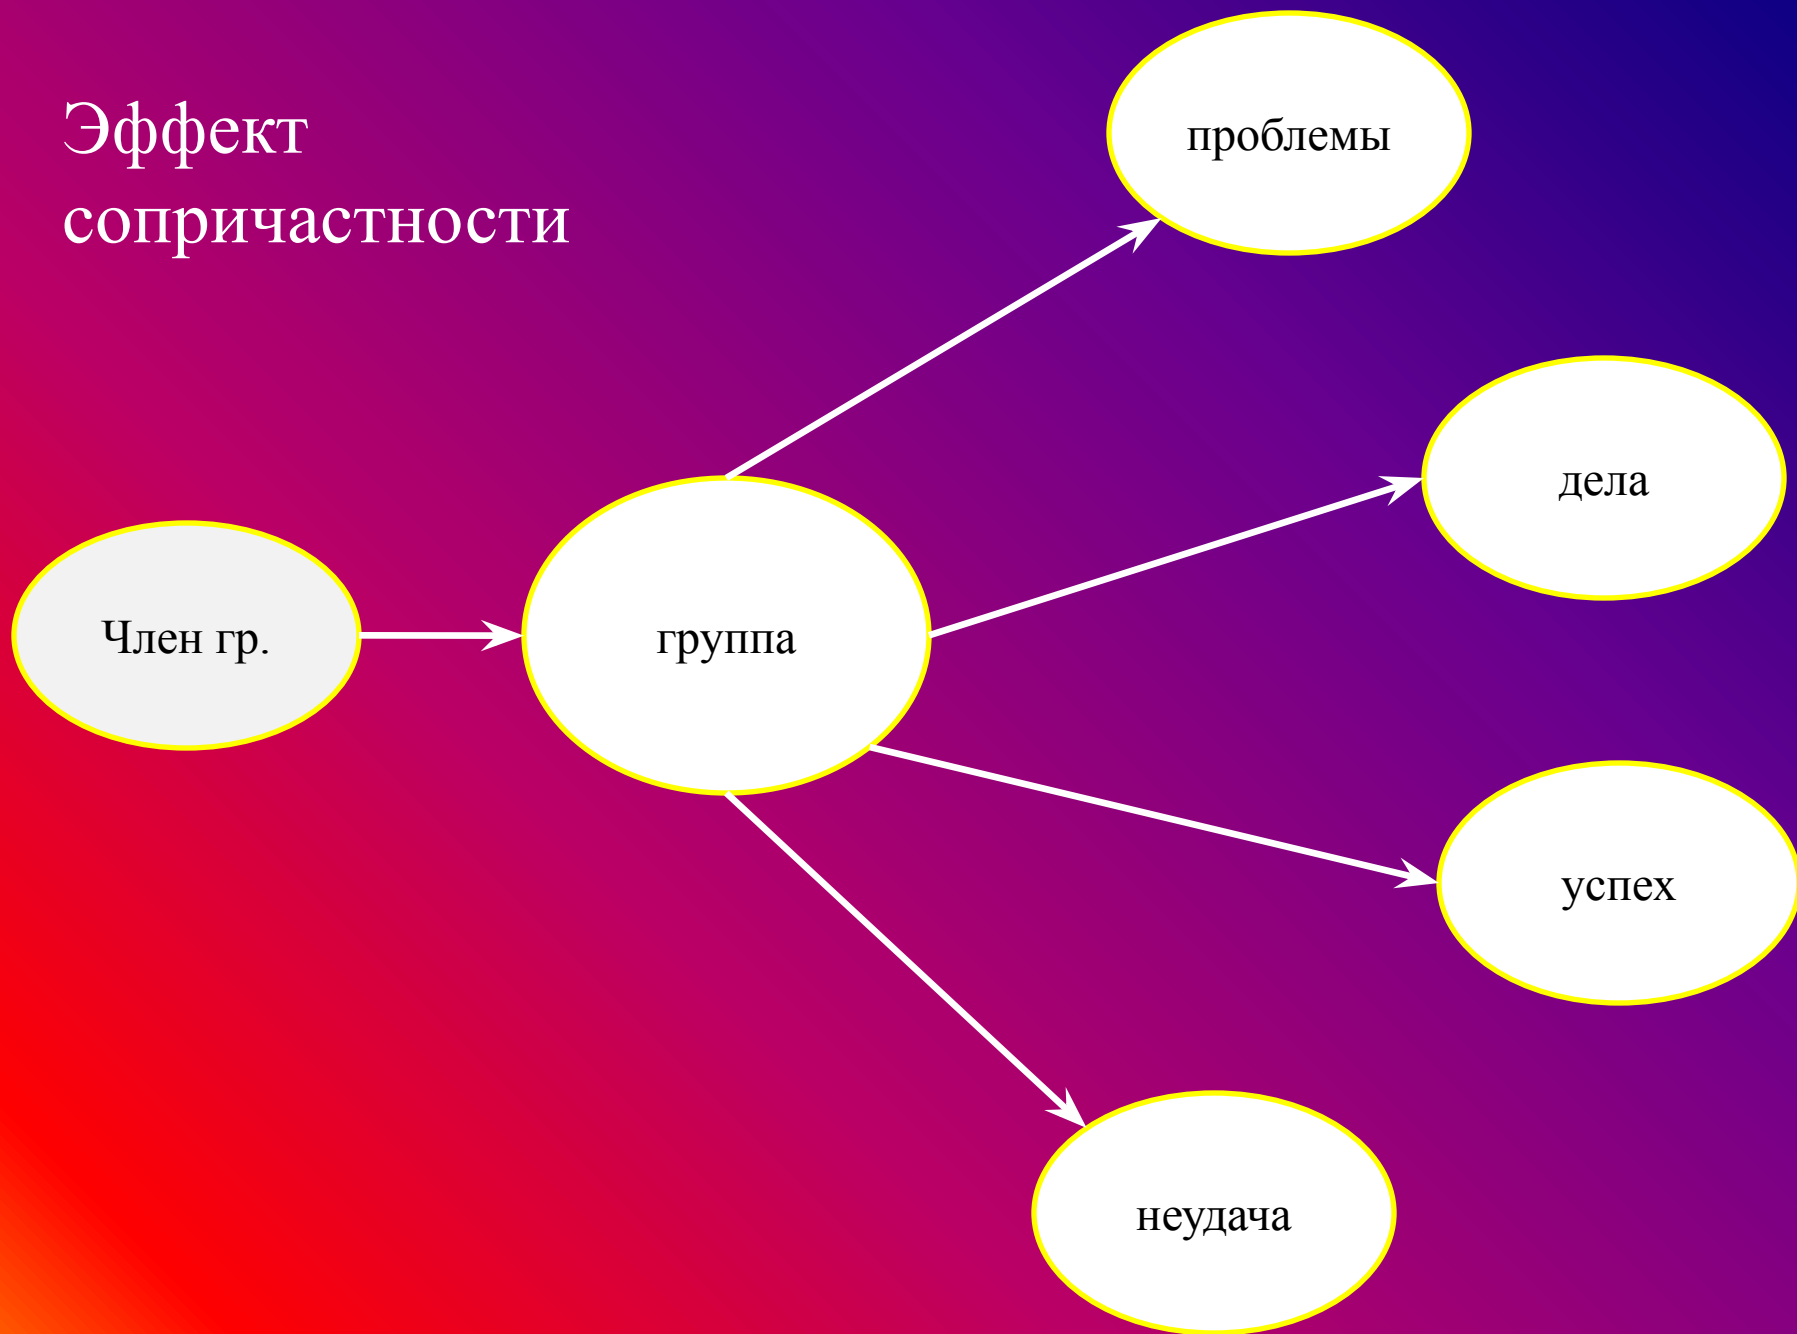 Эффект
сопричастности
проблемы
дела
Член гр.
группа
успех
неудача